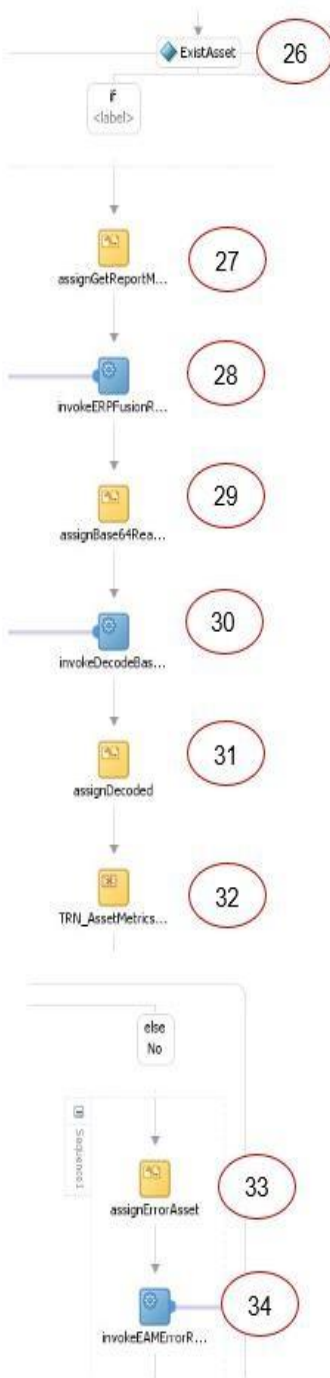 ExistAsset
26
if
<label>
27
assignGetReportM...
28
invokeERPFusionR...
29
assignBase64Rea...
30
invokeDecodeBas...
31
assignDecoded
32
TRN_AssetMetrics...
else
No
Sequence1
33
assignErrorAsset
34
invokeEAMErrorR...